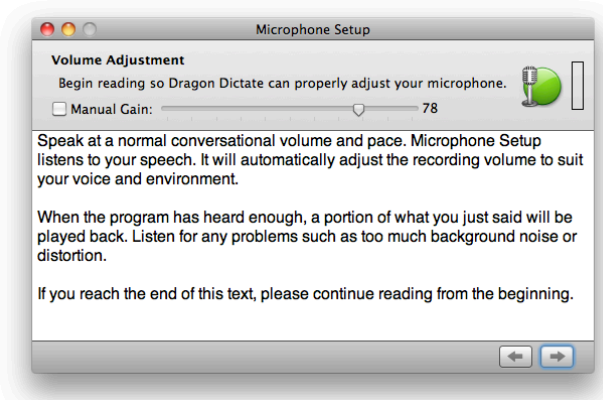 Microphone Setup
Volume Adjustment
Begin reading so Dragon Dictate can properly adjust your microphone.
Manual Gain: 78
Speak at a normal conversational volume and pace. Microphone Setup
listens to your speech. It will automatically adjust the recording volume to suit
your voice and environment.
When the program has heard enough, a portion of what you just said will be
played back. Listen for any problems such as too much background noise or
distortion.
If you reach the end of this text, please continue reading from the beginning.